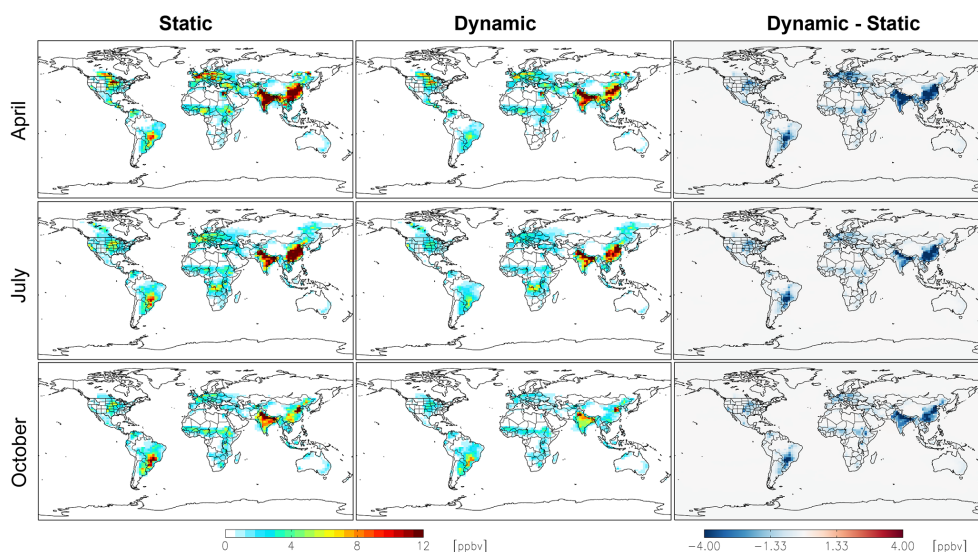 Static Dynamic Dynamic - Static
April
July
October
0 4 8 12 [ppbv] -4.00 -1.33 1.33 4.00 [ppbv]